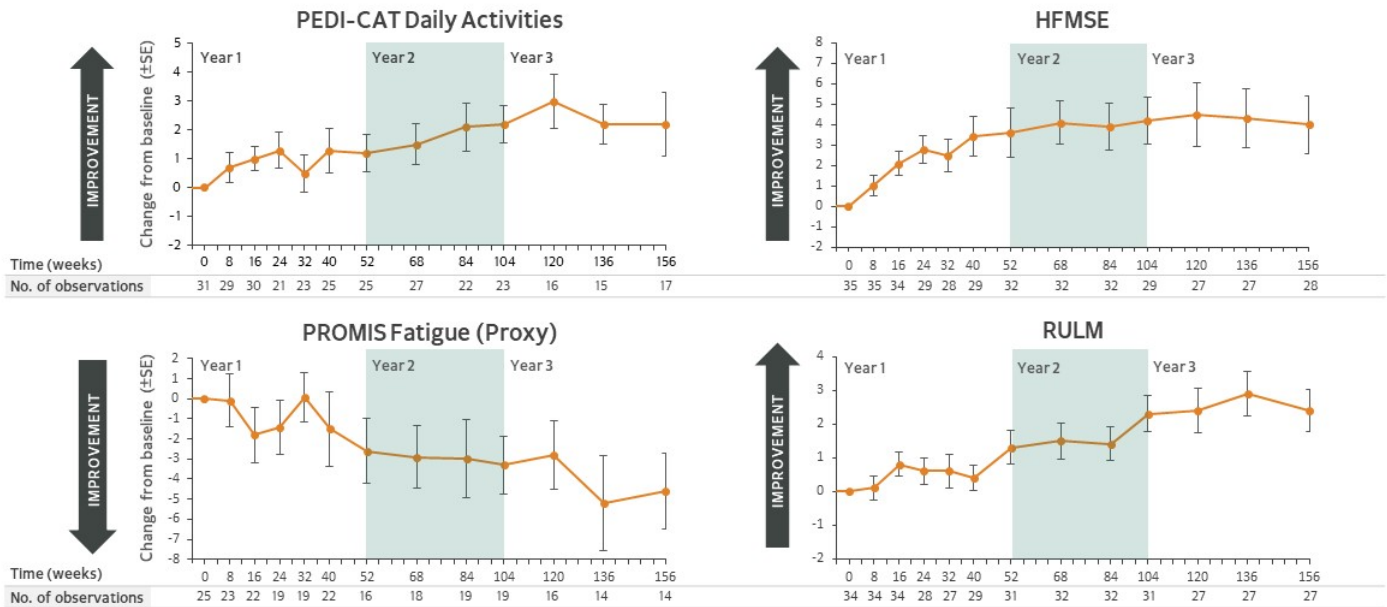 PEDI-CAT Daily Activities
IMPROVEMENT
Change from baseline (±SE)
5
4
3
2
1
0
-1
-2
Year 1
Year 2
Year 3
Time (weeks) 0 8 16 24 32 40 52 68 84 104 120 136 156
No. of observations 31 29 30 21 23 25 25 27 22 23 16 15 17
HFMSE
IMPROVEMENT
8
7
6
5
4
3
2
1
0
-1
-2
Year 1
Year 2
Year 3
0 8 16 24 32 40 52 68 84 104 120 136 156
35 35 34 29 28 29 32 32 32 29 27 27 28
PROMIS Fatigue (Proxy)
IMPROVEMENT
Change from baseline (±SE)
2
1
0
-1
-2
-3
-4
-5
-6
-7
-8
Year 1
Year 2
Year 3
Time (weeks) 0 8 16 24 32 40 52 68 84 104 120 136 156
No. of observations 25 23 22 19 19 22 16 18 19 19 16 14 14
RULM
IMPROVEMENT
4
3
2
1
0
-1
-2
Year 1
Year 2
Year 3
0 8 16 24 32 40 52 68 84 104 120 136 156
34 34 34 28 27 29 31 32 32 31 27 27 27